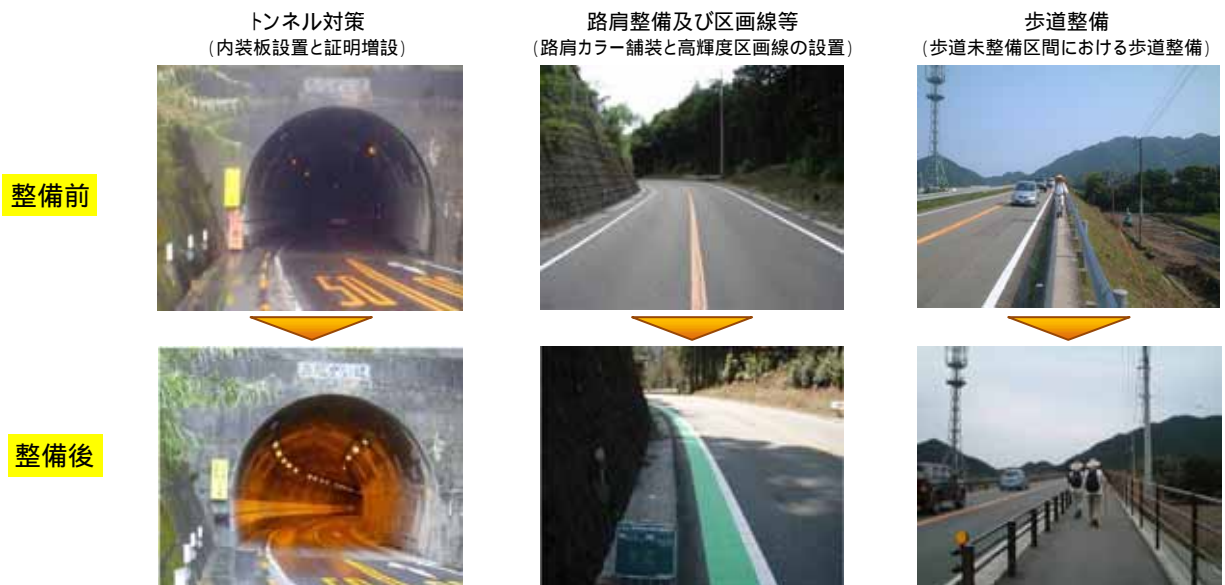 トンネル対策
(内装板設置と証明増設)
路肩整備及び区画線等
(路肩カラー舗装と高輝度区画線の設置)
歩道整備
(歩道未整備区間における歩道整備)
整備前
50
整備後
50